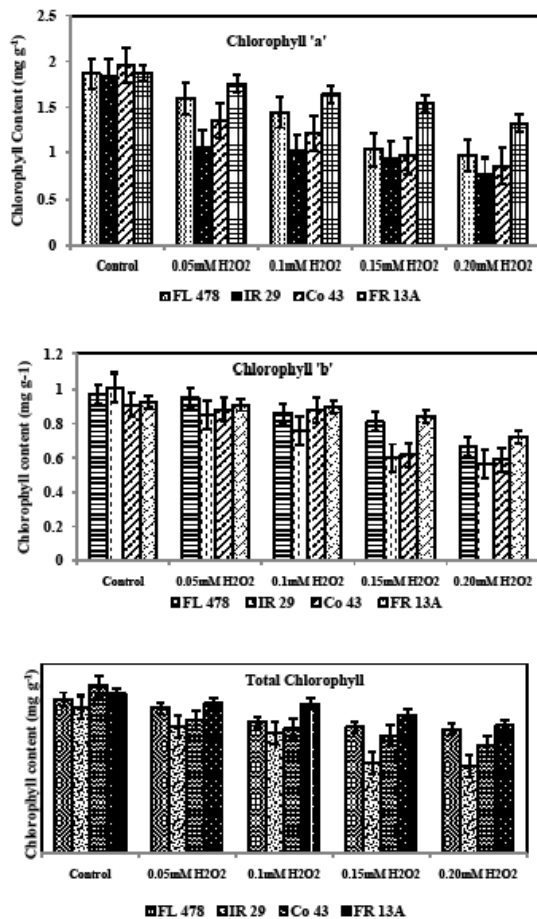 2.5
2
1.5
1
0.5
0
Chlorophyll Content (mg g-1)
Chlorophyll 'a'
Control 0.05mM H2O2 0.1mM H2O2 0.15mM H2O2 0.20mM H2O2
FL 478 IR 29 Co 43 FR 13A
1.2
1
0.8
0.6
0.4
0.2
0
Chlorophyll content (mg g-1)
Chlorophyll 'b'
Control 0.05mM H2O2 0.1mM H2O2 0.15mM H2O2 0.20mM H2O2
FL 478 IR 29 Co 43 FR 13A
Chlorophyll content (mg g-1)
Total Chlorophyll
Control 0.05mM H2O2 0.1mM H2O2 0.15mM H2O2 0.20mM H2O2
FL 478 IR 29 Co 43 FR 13A